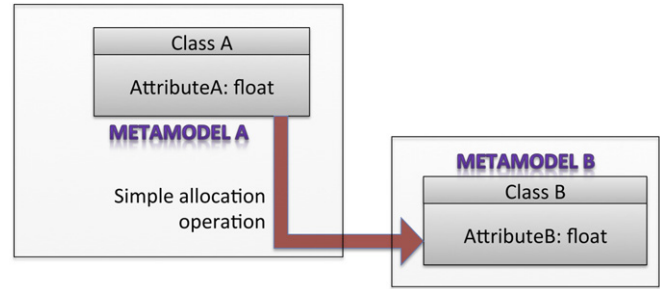 Class A
AttributeA: float
METAMODEL A
Simple allocation
operation
METAMODEL B
Class B
AttributeB: float